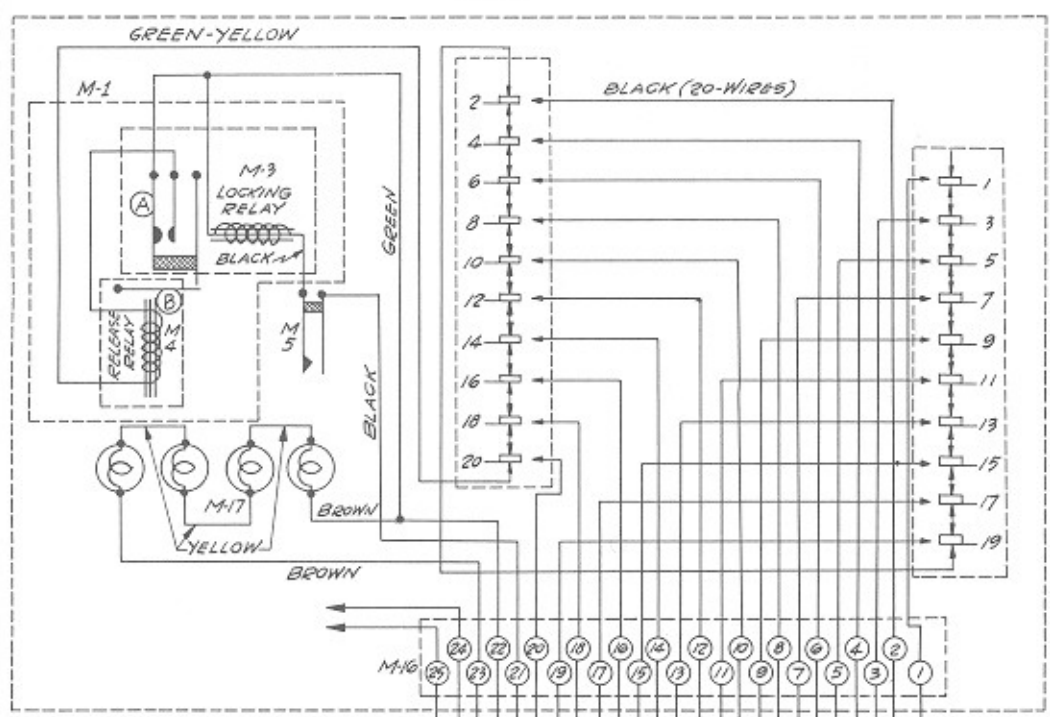 GREEN-YELLOW
M-1
A
M-3
LOCKING
RELAY
BLACK
B
RELEASE
RELAY
M
4
M
5
GREEN
BLACK
M-17
YELLOW
BROWN
BROWN
BLACK (20-WIRES)
2
4
6
8
10
12
14
16
18
20
1
3
5
7
9
11
13
15
17
19
M-16
24 22 20 18 16 14 12 10 8 6 4 2
25 23 21 19 17 15 13 11 9 7 5 3 1